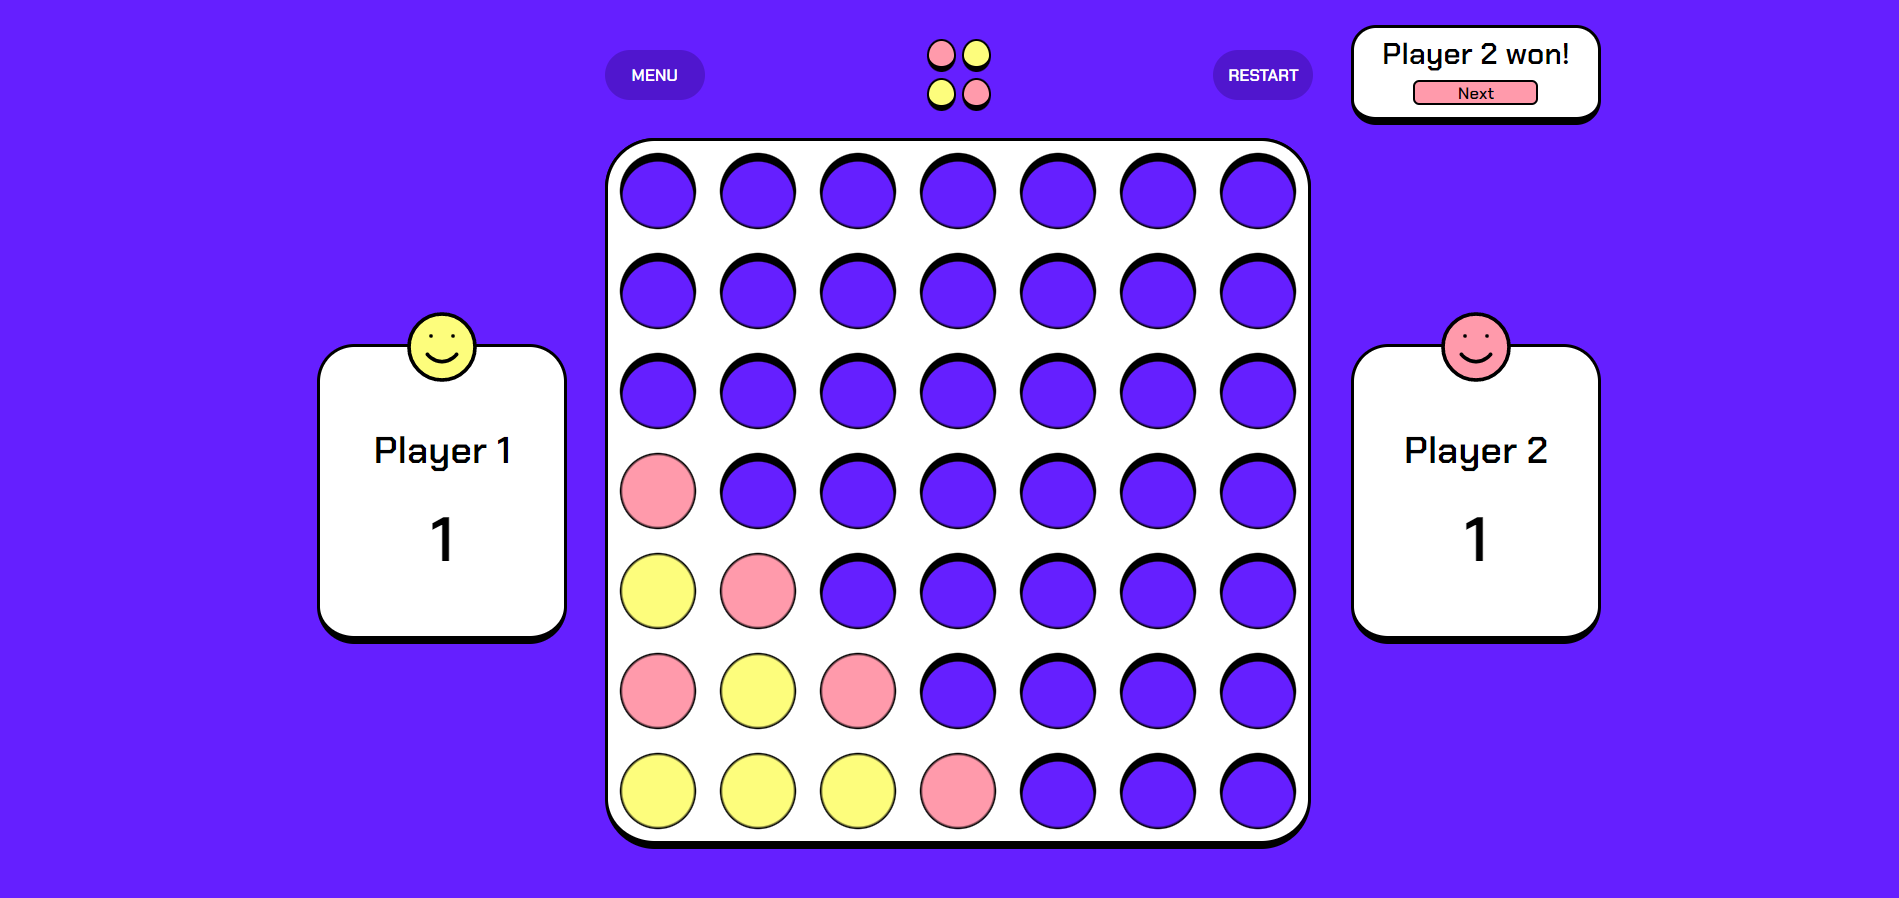 MENU
RESTART
Player 2 won!
Next
Player 1
1
Player 2
1